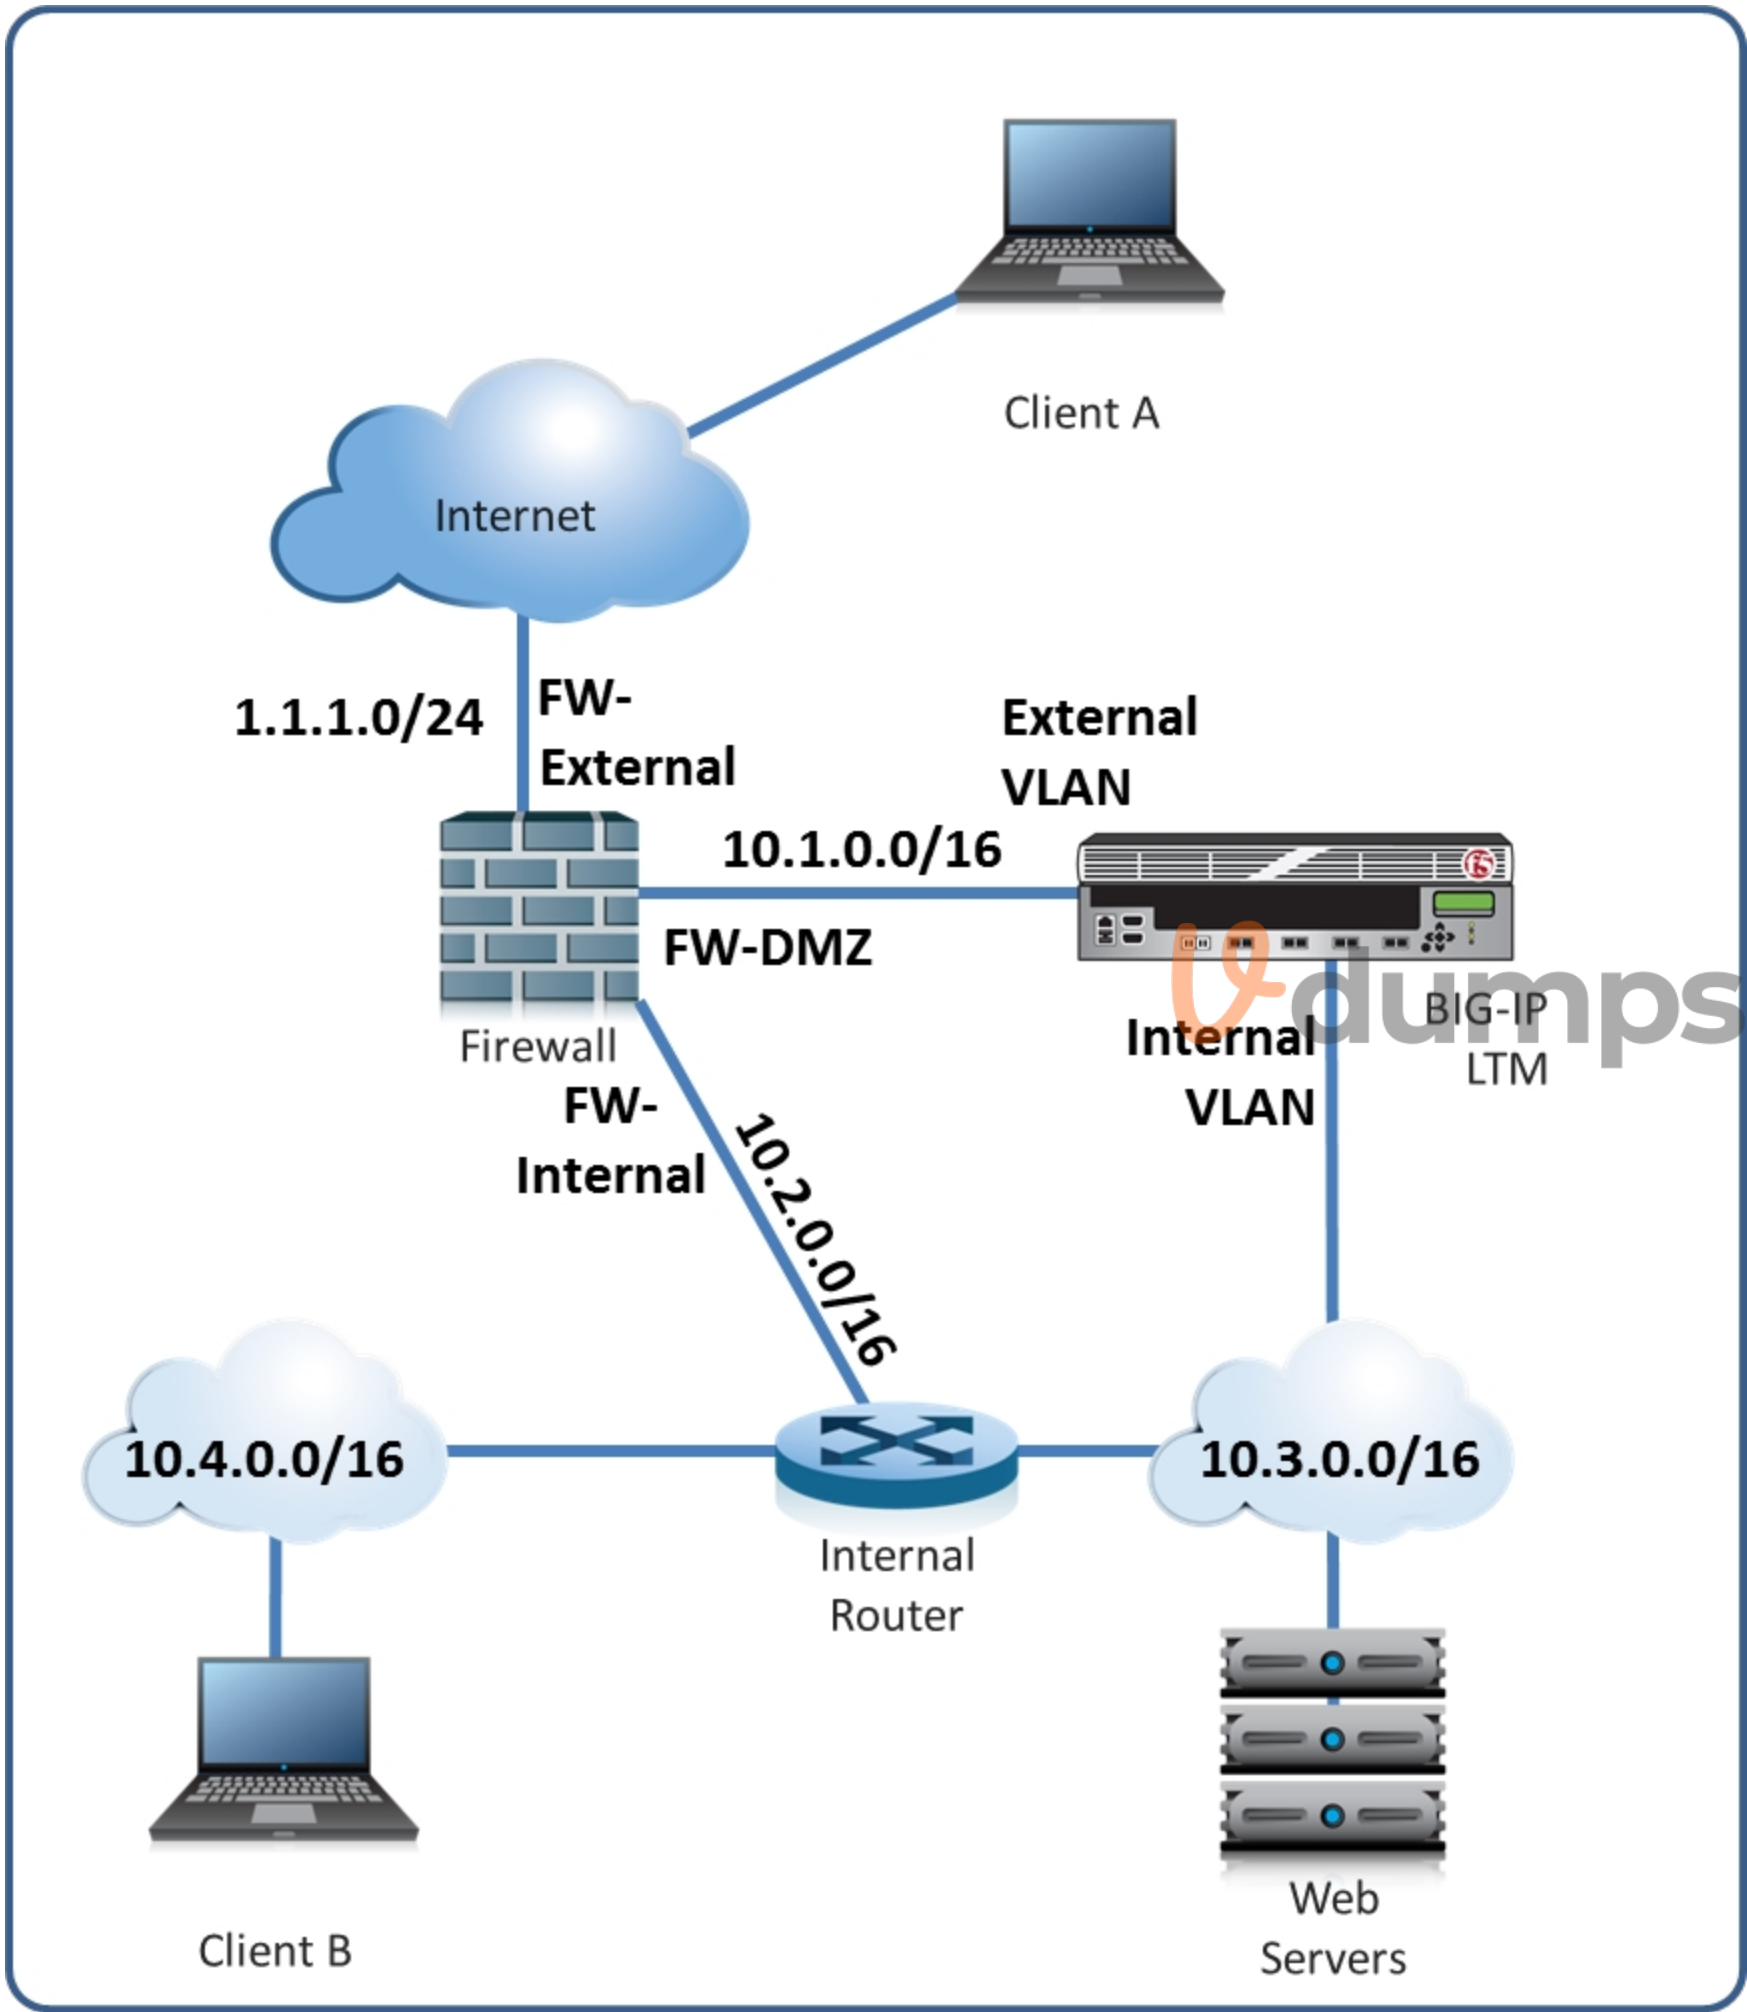 Client A
Internet
1.1.1.0/24
FW-
External
External
VLAN
10.1.0.0/16
FW-DMZ
f5
Firewall
BIG-IP
LTM
dumps
Internal
VLAN
FW-
Internal
10.2.0.0/16
10.4.0.0/16
10.3.0.0/16
Internal
Router
Client B
Web
Servers